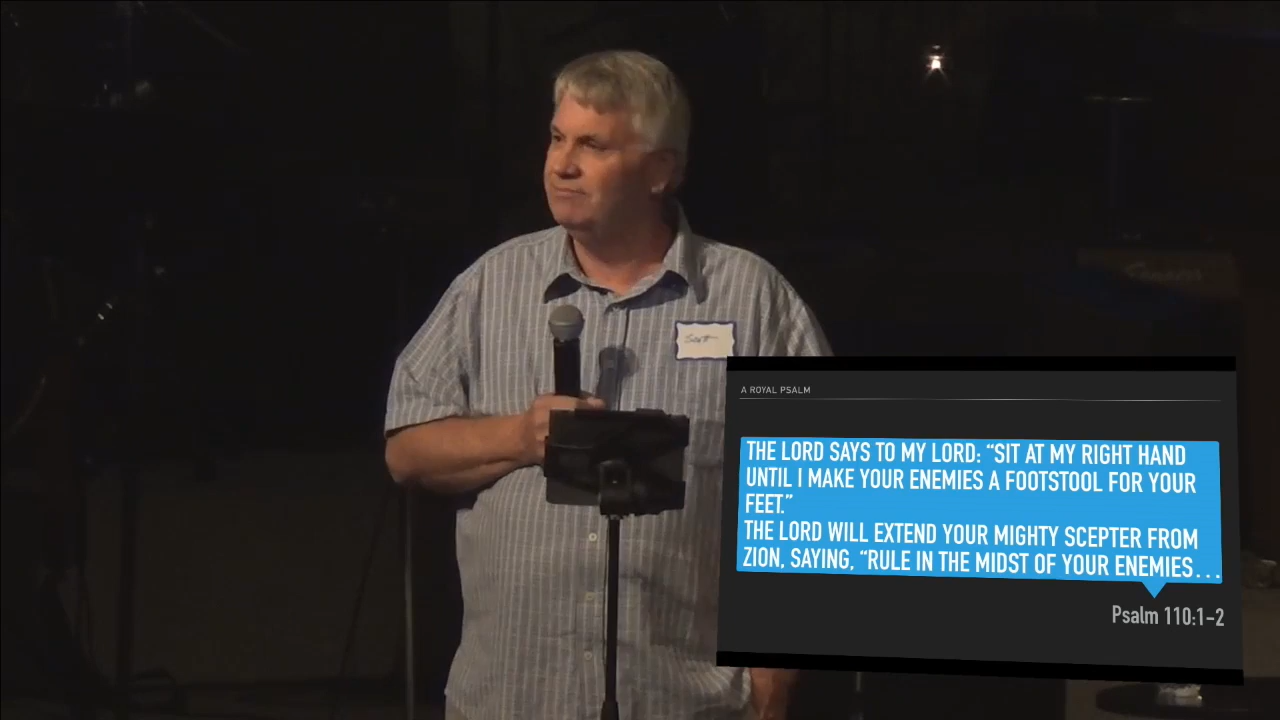 Scott
A ROYAL PSALM
THE LORD SAYS TO MY LORD: “SIT AT MY RIGHT HAND
UNTIL I MAKE YOUR ENEMIES A FOOTSTOOL FOR YOUR
FEET.”
THE LORD WILL EXTEND YOUR MIGHTY SCEPTER FROM
ZION, SAYING, “RULE IN THE MIDST OF YOUR ENEMIES...
Psalm 110:1-2